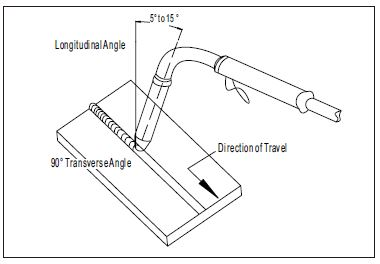 5° to 15°
Longitudinal Angle
Direction of Travel
90° Transverse Angle